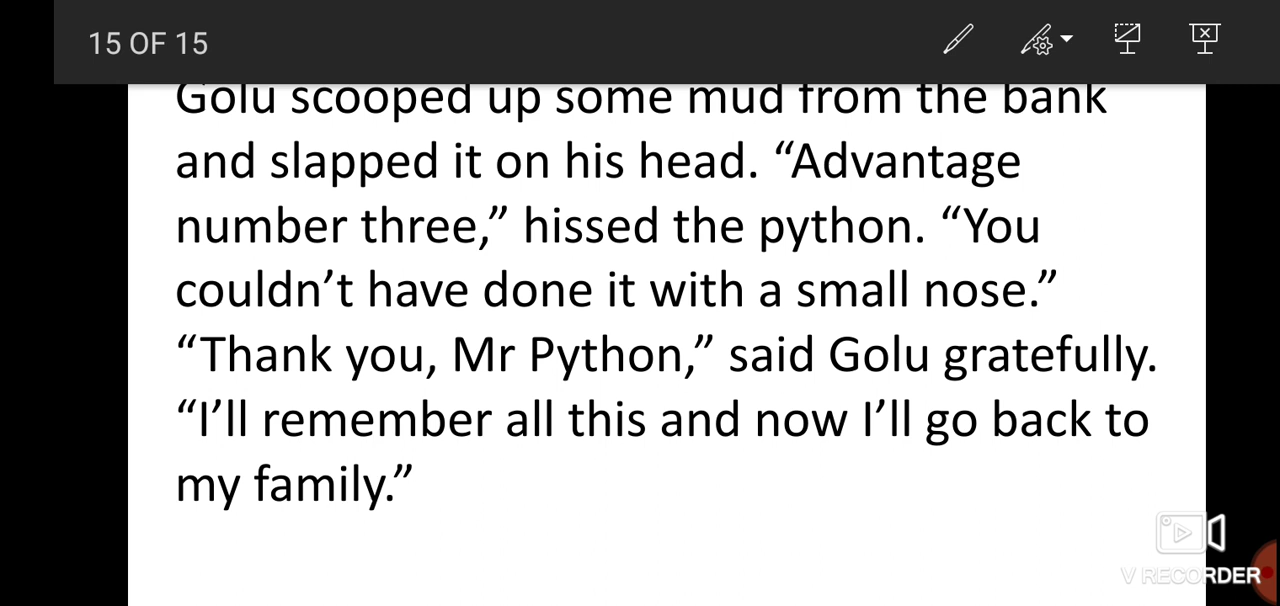 15 OF 15
Golu scooped up some mud from the bank
and slapped it on his head. “Advantage
number three,” hissed the python. “You
couldn’t have done it with a small nose.”
“Thank you, Mr Python,” said Golu gratefully.
“I’ll remember all this and now I’ll go back to
my family.”
V RECORDER